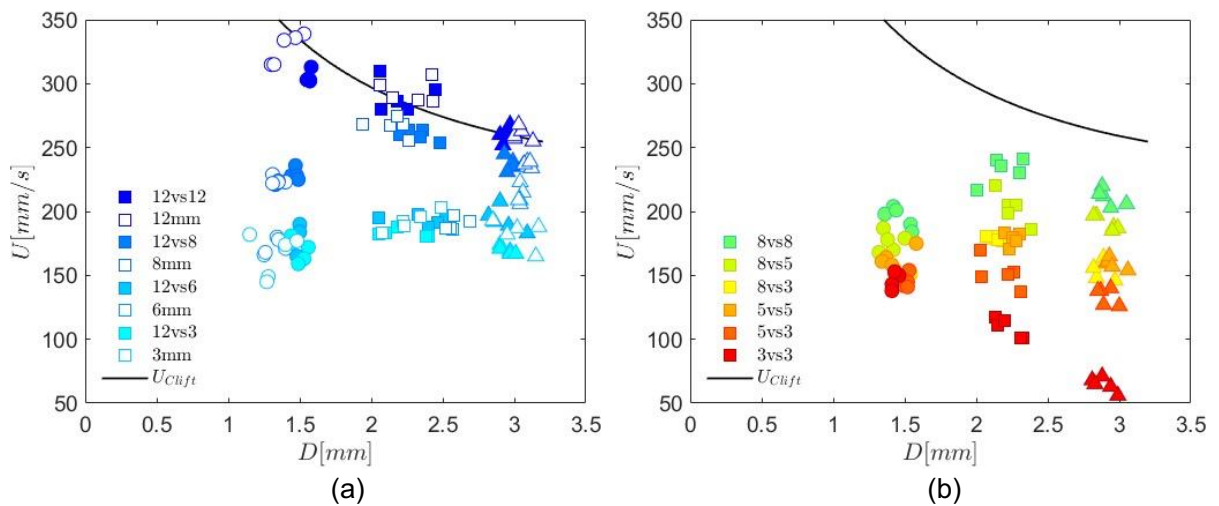 350
300
250
200
150
100
50
U[mm/s]
12vs12
12mm
12vs8
8mm
12vs6
6mm
12vs3
3mm
U_Clift
0 0.5 1 1.5 2 2.5 3 3.5
D[mm]
(a)
350
300
250
200
150
100
50
U[mm/s]
8vs8
8vs5
8vs3
5vs5
5vs3
3vs3
U_Clift
0 0.5 1 1.5 2 2.5 3 3.5
D[mm]
(b)